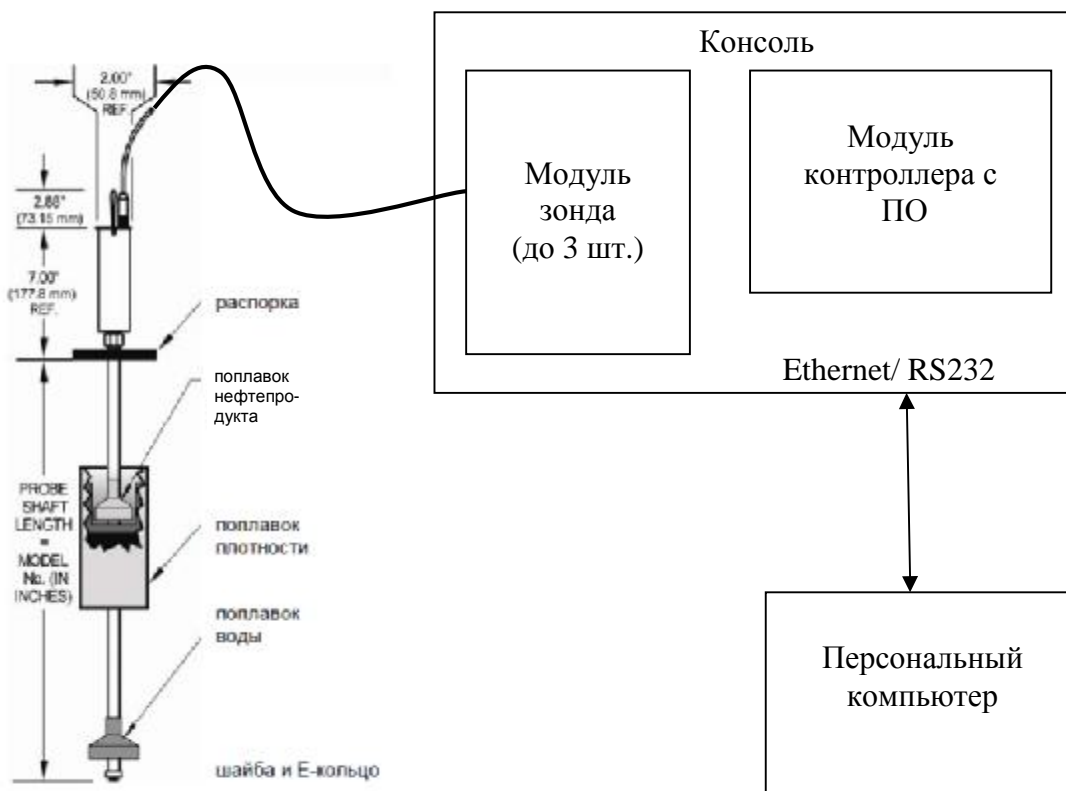 Консоль
Модуль
зонда
(до 3 шт.)
Модуль
контроллера с
ПО
Ethernet/ RS232
Персональный
компьютер
2.00"
(50.8 mm)
REF.
2.88"
(73.15 mm)
7.00"
(177.8 mm)
REF.
распорка
поплавок
нефтепро-
дукта
PROBE
SHAFT
LENGTH
=
MODEL
No. (IN
INCHES)
поплавок
плотности
поплавок
воды
шайба и Е-кольцо